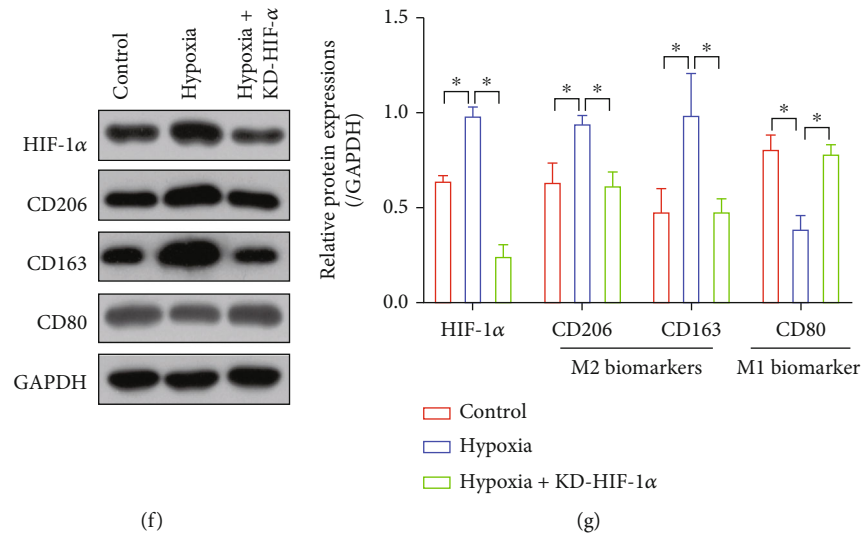 Control
Hypoxia
Hypoxia +
KD-HIF-α
HIF-1α
CD206
CD163
CD80
GAPDH
(f)
Relative protein expressions
(/GAPDH)
1.5
1.0
0.5
0.0
* *
* *
* *
* *
HIF-1α CD206 CD163 CD80
M2 biomarkers M1 biomarker
Control
Hypoxia
Hypoxia + KD-HIF-1α
(g)